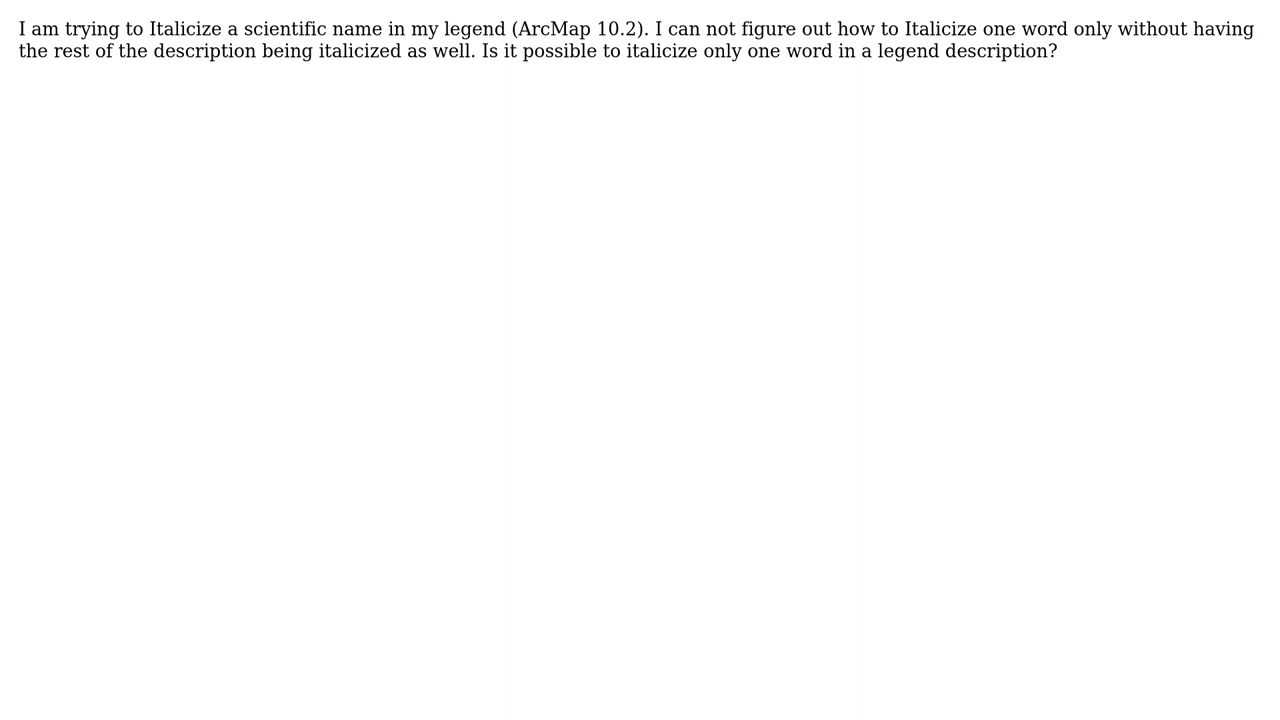 I am trying to Italicize a scientific name in my legend (ArcMap 10.2). I can not figure out how to Italicize one word only without having
the rest of the description being italicized as well. Is it possible to italicize only one word in a legend description?